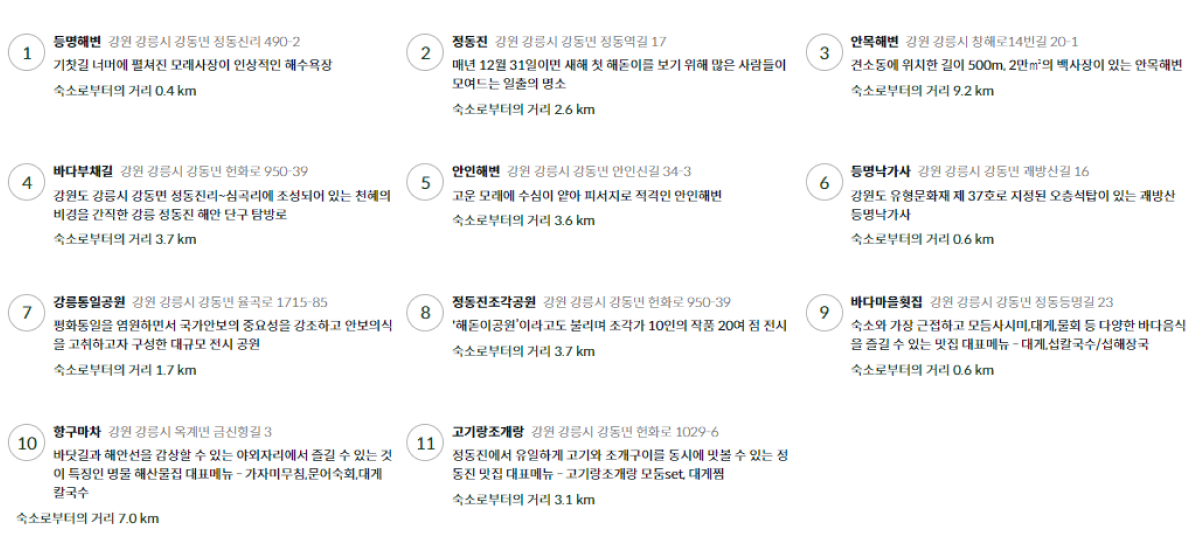 1
등명해변 강원 강릉시 강동면 정동진리 490-2
기찻길 너머에 펼쳐진 모래사장이 인상적인 해수욕장
숙소로부터의 거리 0.4 km
2
정동진 강원 강릉시 강동면 정동역길 17
매년 12월 31일이면 새해 첫 해돋이를 보기 위해 많은 사람들이
모여드는 일출의 명소
숙소로부터의 거리 2.6 km
3
안목해변 강원 강릉시 창해로14번길 20-1
견소동에 위치한 길이 500m, 2만㎡의 백사장이 있는 안목해변
숙소로부터의 거리 9.2 km
4
바다부채길 강원 강릉시 강동면 헌화로 950-39
강원도 강릉시 강동면 정동진리~심곡리에 조성되어 있는 천혜의
비경을 간직한 강릉 정동진 해안 단구 탐방로
숙소로부터의 거리 3.7 km
5
안인해변 강원 강릉시 강동면 안인신길 34-3
고운 모래에 수심이 얕아 피서지로 적격인 안인해변
숙소로부터의 거리 3.6 km
6
등명낙가사 강원 강릉시 강동면 괘방산길 16
강원도 유형문화재 제 37호로 지정된 오층석탑이 있는 괘방산
등명낙가사
숙소로부터의 거리 0.6 km
7
강릉통일공원 강원 강릉시 강동면 율곡로 1715-85
평화통일을 염원하면서 국가안보의 중요성을 강조하고 안보의식
을 고취하고자 구성한 대규모 전시 공원
숙소로부터의 거리 1.7 km
8
정동진조각공원 강원 강릉시 강동면 헌화로 950-39
'해돋이공원'이라고도 불리며 조각가 10인의 작품 20여 점 전시
숙소로부터의 거리 3.7 km
9
바다마을횟집 강원 강릉시 강동면 정동등명길 23
숙소와 가장 근접하고 모듬사시미,대게,물회 등 다양한 바다음식
을 즐길 수 있는 맛집 대표메뉴 - 대게,섭칼국수/섭해장국
숙소로부터의 거리 0.6 km
10
항구마차 강원 강릉시 옥계면 금진항길 3
바닷길과 해안선을 감상할 수 있는 야외자리에서 즐길 수 있는 것
이 특징인 명물 해산물집 대표메뉴 - 가자미무침,문어숙회,대게
칼국수
숙소로부터의 거리 7.0 km
11
고기랑조개랑 강원 강릉시 강동면 헌화로 1029-6
정동진에서 유일하게 고기와 조개구이를 동시에 맛볼 수 있는 정
동진 맛집 대표메뉴 - 고기랑조개랑 모둠set, 대게찜
숙소로부터의 거리 3.1 km